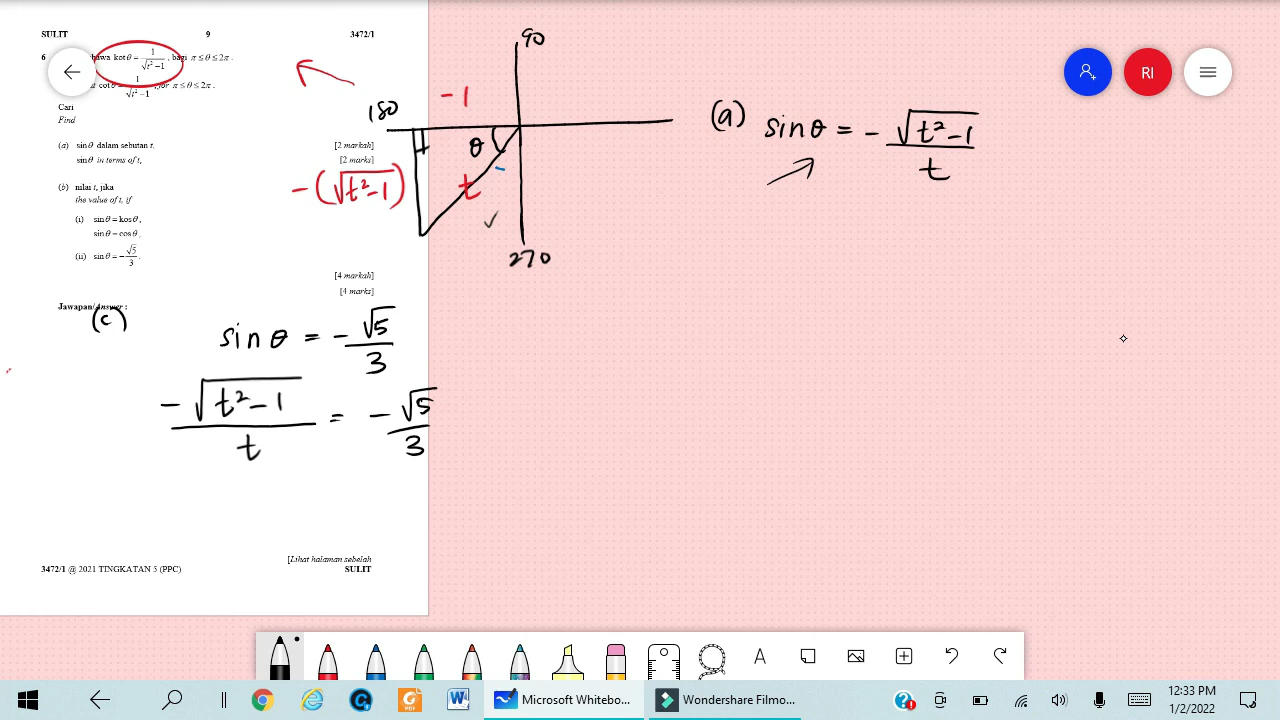 SULIT 9 3472/1
6 bawa kot θ = 1/√(t² − 1), bagi π ≤ θ ≤ 2π.
cot θ = 1/√(t² − 1), for π ≤ θ ≤ 2π.
Cari
Find
(a) sin θ dalam sebutan t, [2 markah]
sin θ in terms of t, [2 marks]
(b) nilai t, jika
the value of t, if
(i) sin θ = kos θ,
sin θ = cos θ,
(ii) sin θ = −√5/3.
[4 markah]
[4 marks]
Jawapan/Answer :
(c)
sin θ = −√5/3
−√(t² − 1)/t = −√5/3
[Lihat halaman sebelah
3472/1 @ 2021 TINGKATAN 5 (PPC) SULIT
90
180
−1
θ
−(√(t² − 1))
t
270
(a) sin θ = −√(t² − 1)/t
RI
A
Microsoft Whitebo...
Wondershare Filmo...
12:33 PM
1/2/2022